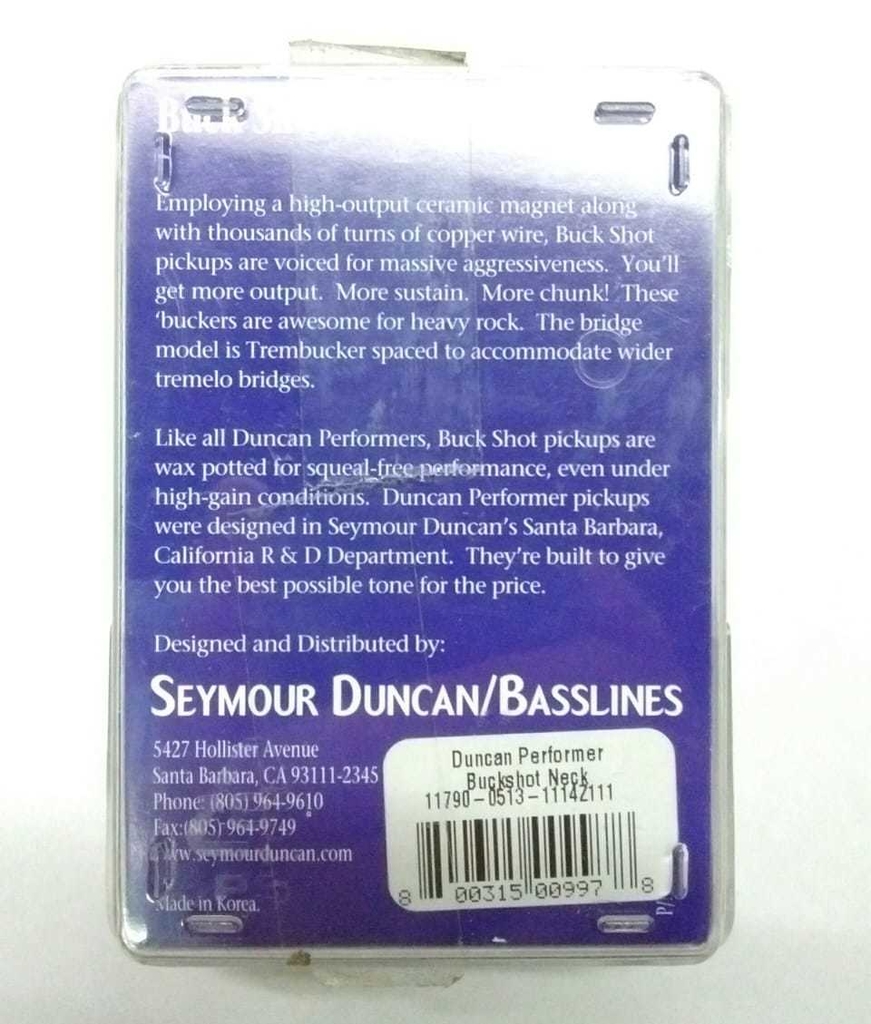 Buck
Employing a high-output ceramic magnet along
with thousands of turns of copper wire, Buck Shot
pickups are voiced for massive aggressiveness. You'll
get more output. More sustain. More chunk! These
'buckers are awesome for heavy rock. The bridge
model is Trembucker spaced to accommodate wider
tremelo bridges.
Like all Duncan Performers, Buck Shot pickups are
wax potted for squeal-free performance, even under
high-gain conditions. Duncan Performer pickups
were designed in Seymour Duncan's Santa Barbara,
California R & D Department. They're built to give
you the best possible tone for the price.
Designed and Distributed by:
SEYMOUR DUNCAN/BASSLINES
5427 Hollister Avenue
Santa Barbara, CA 93111-2345
Phone: (805) 964-9610
Fax:(805) 964-9749
www.seymourduncan.com
Made in Korea.
Duncan Performer
Buckshot Neck
11790-0513-1114Z111
8 00315 00997 8